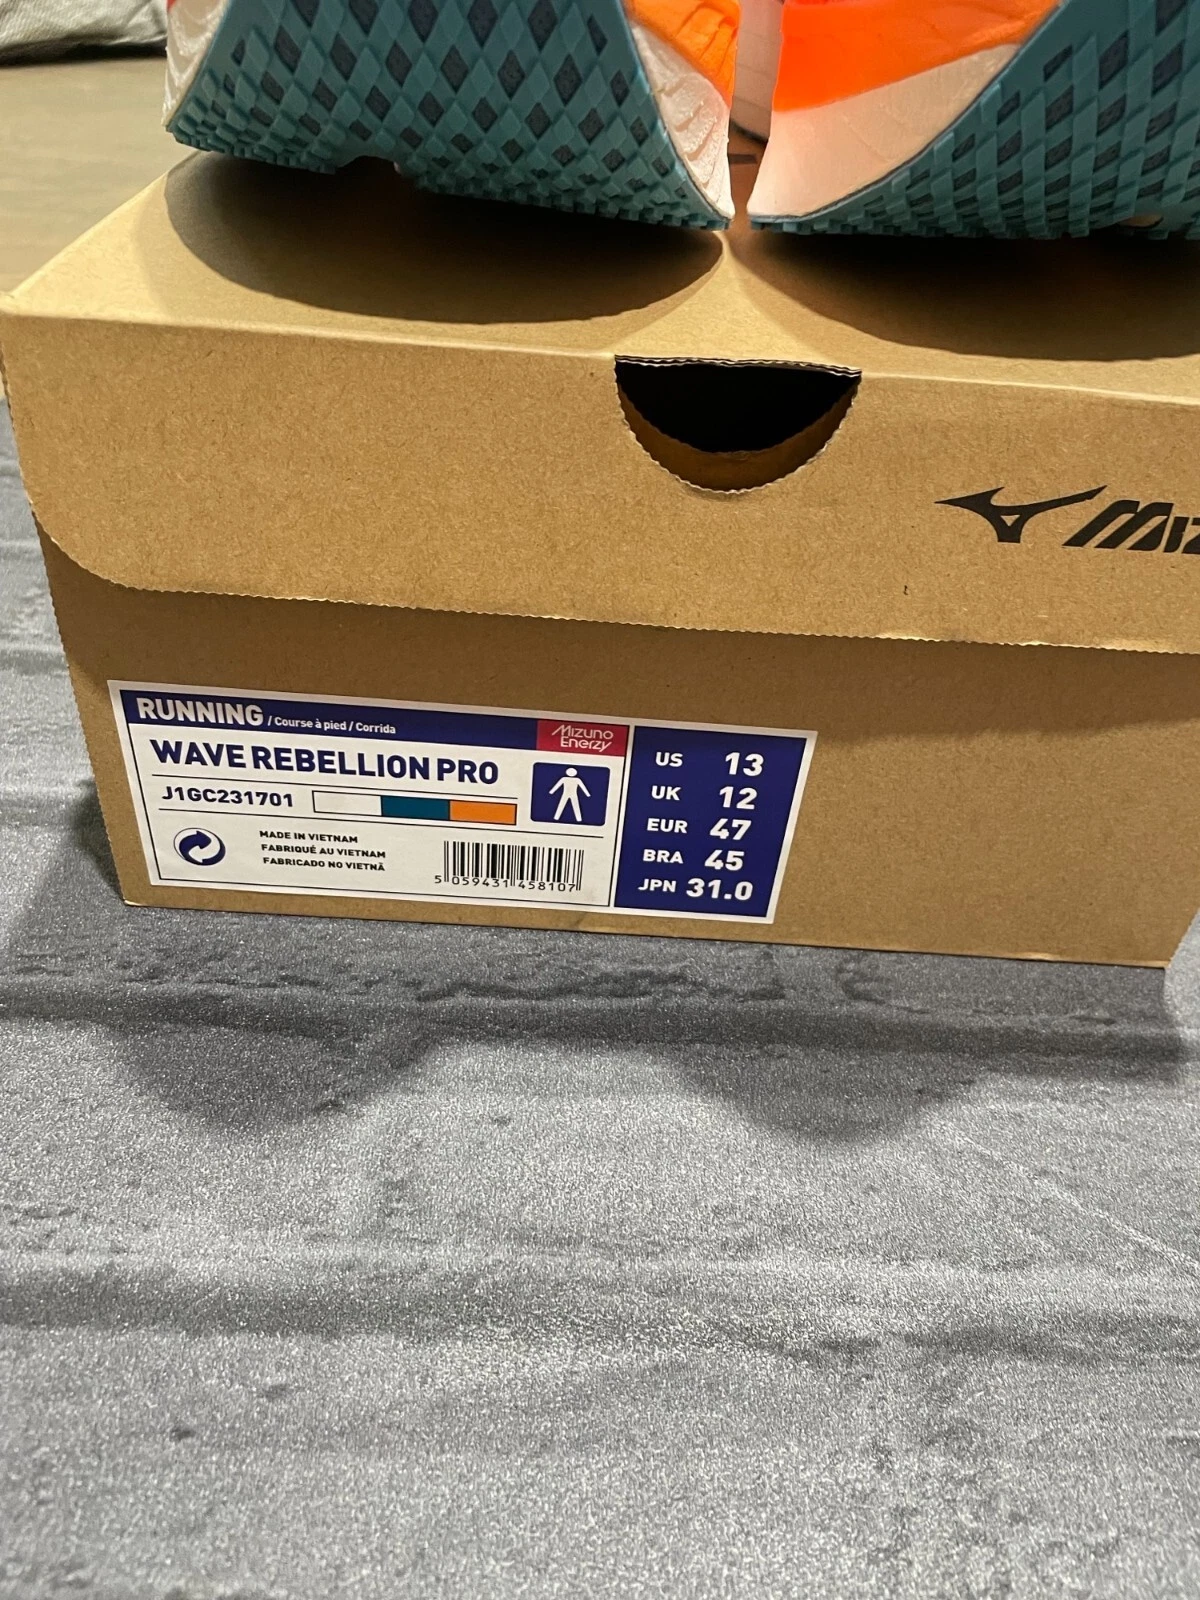 MIZ
RUNNING / Course à pied / Corrida
Mizuno
Enerzy
WAVE REBELLION PRO
J1GC231701
MADE IN VIETNAM
FABRIQUÉ AU VIETNAM
FABRICADO NO VIETNÃ
5 059431 458107
US 13
UK 12
EUR 47
BRA 45
JPN 31.0